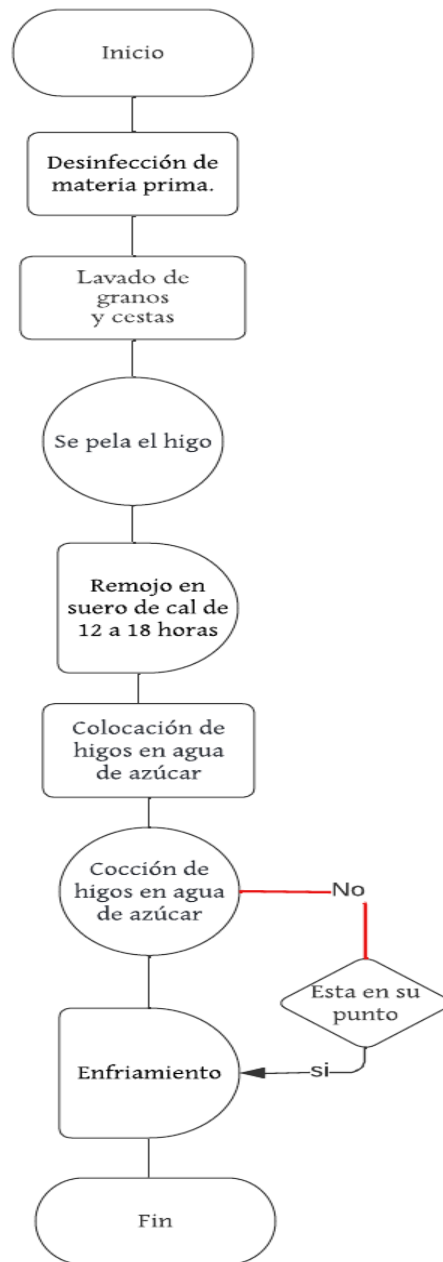 Inicio
Desinfección de
materia prima.
Lavado de
granos
y cestas
Se pela el higo
Remojo en
suero de cal de
12 a 18 horas
Colocación de
higos en agua
de azúcar
Cocción de
higos en agua
de azúcar
No
Esta en su
punto
si
Enfriamiento
Fin